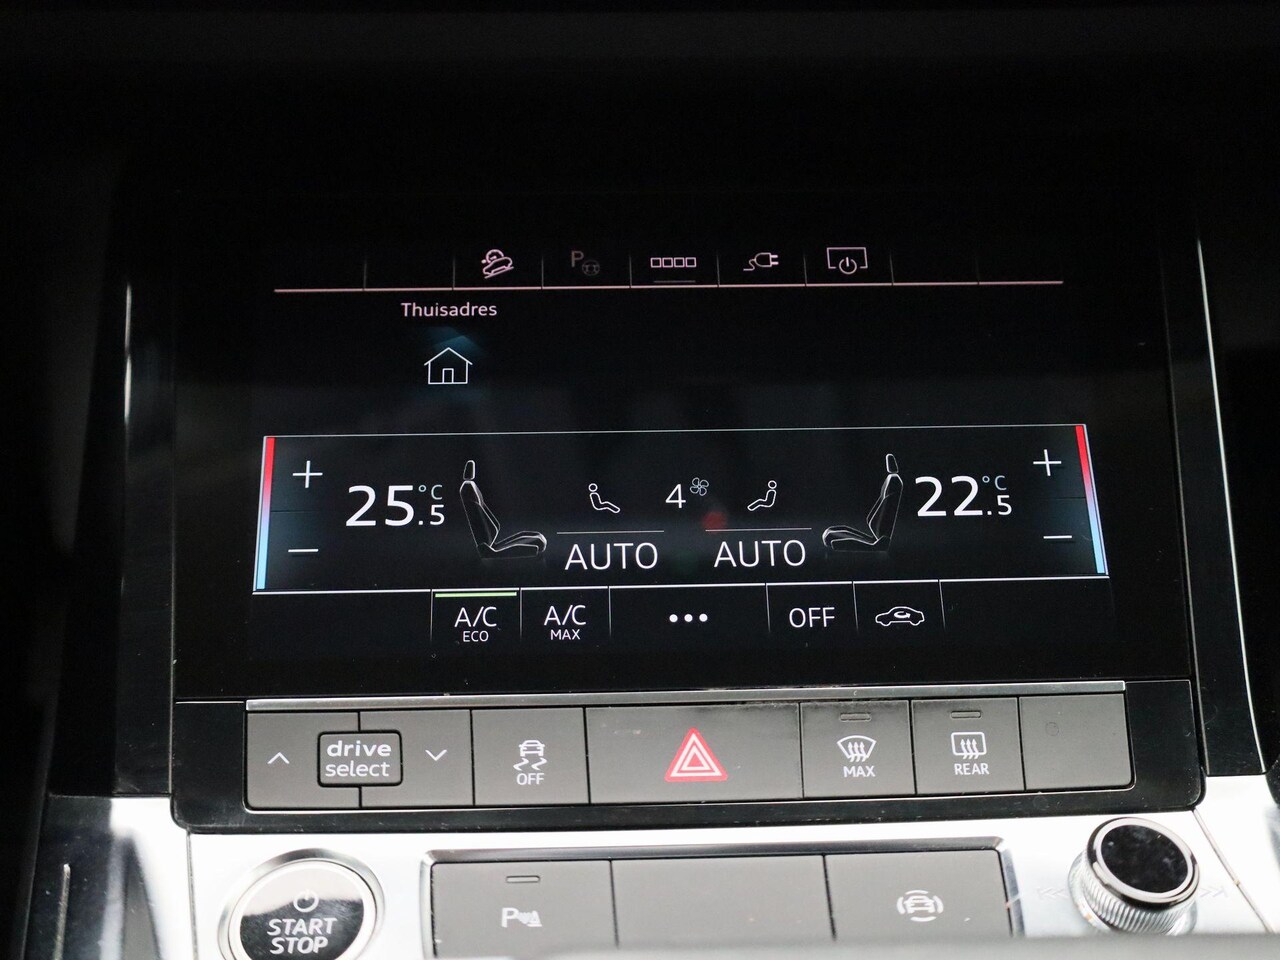 P
Thuisadres
25.5 °C
4
22.5 °C
AUTO
AUTO
A/C
ECO
A/C
MAX
OFF
drive
select
OFF
MAX
REAR
START
STOP
P